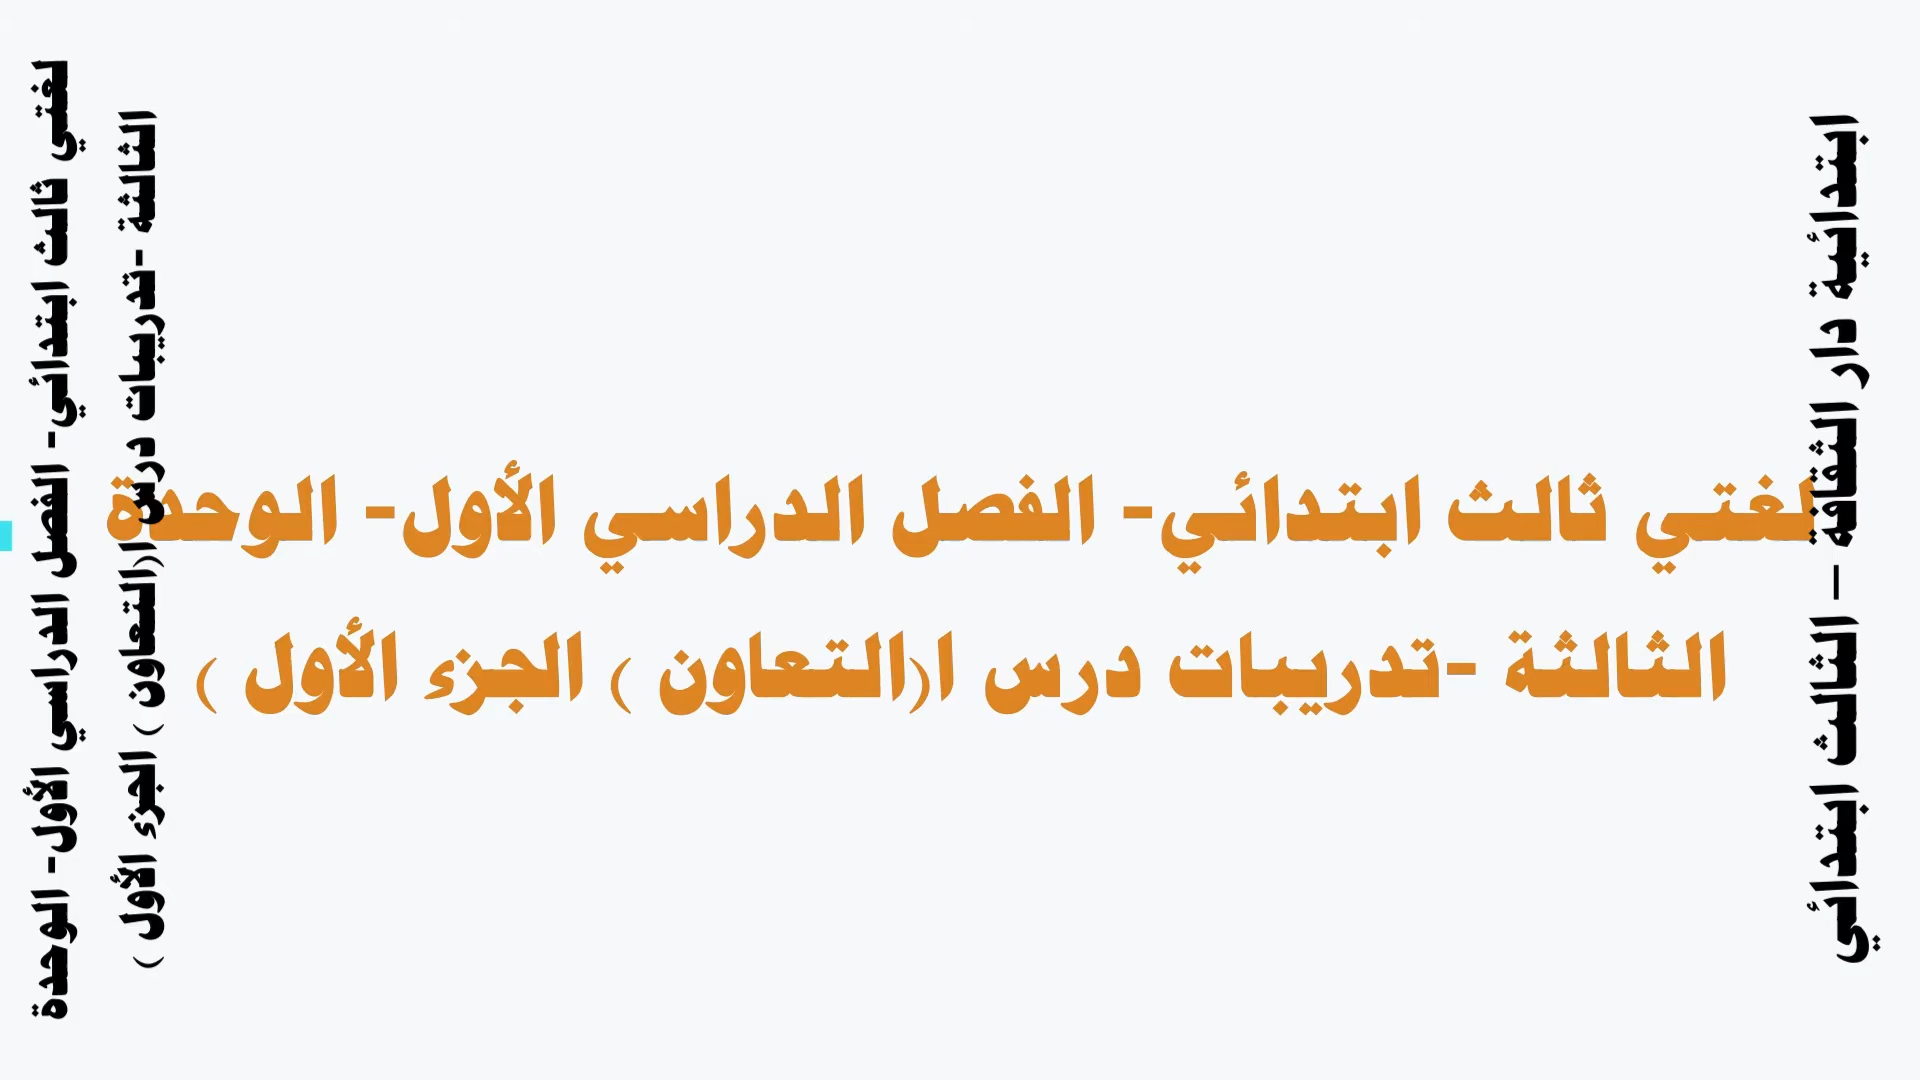 لغتي ثالث ابتدائي- الفصل الدراسي الأول- الوحدة
الثالثة -تدريبات درس ا(التعاون ) الجزء الأول )
ابتدائية دار الثقافة – الثالث ابتدائي
لغتي ثالث ابتدائي- الفصل الدراسي الأول- الوحدة
الثالثة -تدريبات درس ا(التعاون ) الجزء الأول )